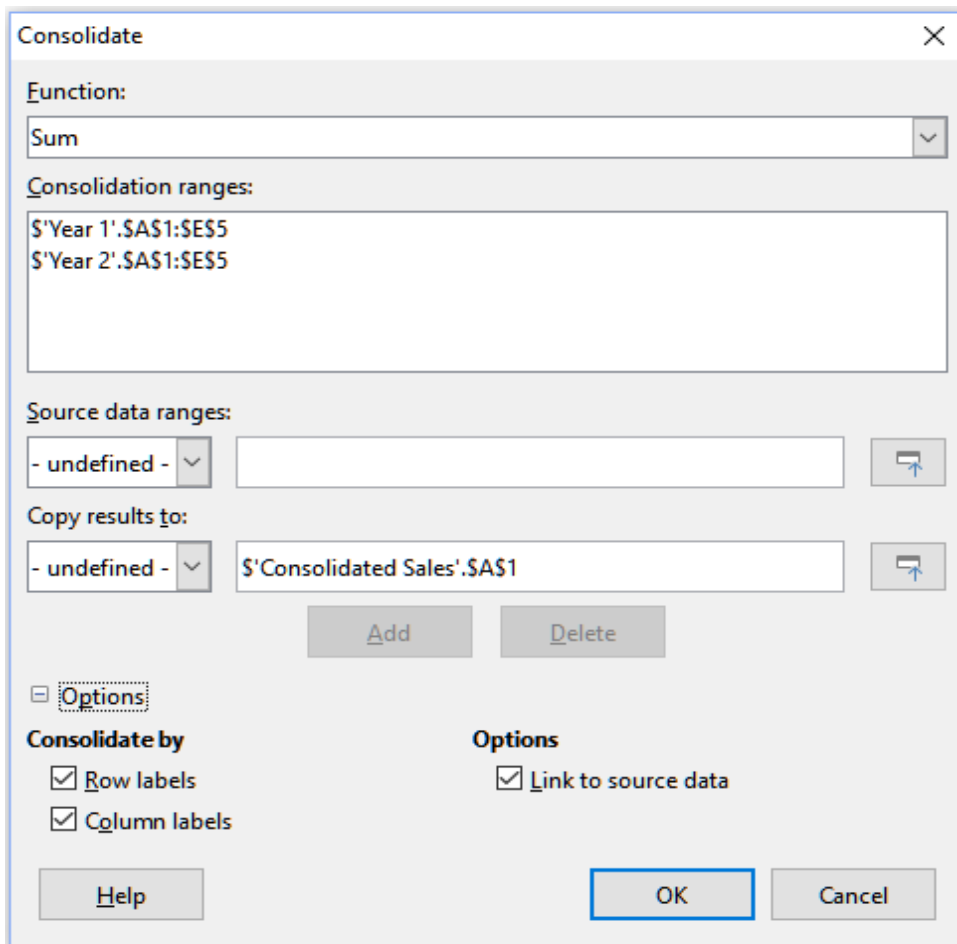 Consolidate
Function:
Sum
Consolidation ranges:
$'Year 1'.$A$1:$E$5
$'Year 2'.$A$1:$E$5
Source data ranges:
- undefined -
Copy results to:
- undefined - $'Consolidated Sales'.$A$1
Add Delete
Options
Consolidate by Options
Row labels Link to source data
Column labels
Help OK Cancel